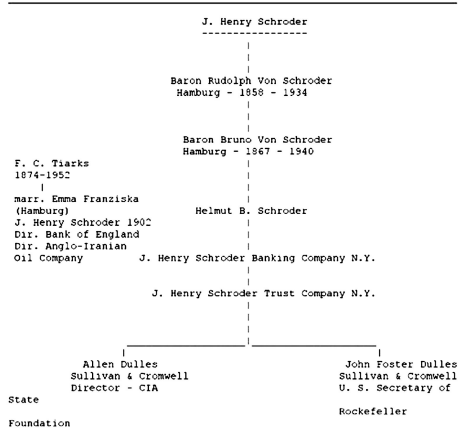 J. Henry Schroder
Baron Rudolph Von Schroder
Hamburg - 1858 - 1934
Baron Bruno Von Schroder
Hamburg - 1867 - 1940
F. C. Tiarks
1874-1952
marr. Emma Franziska
(Hamburg)
Helmut B. Schroder
J. Henry Schroder 1902
Dir. Bank of England
Dir. Anglo-Iranian
Oil Company
J. Henry Schroder Banking Company N.Y.
J. Henry Schroder Trust Company N.Y.
Allen Dulles
Sullivan & Cromwell
Director - CIA
John Foster Dulles
Sullivan & Cromwell
U. S. Secretary of
State
Rockefeller
Foundation